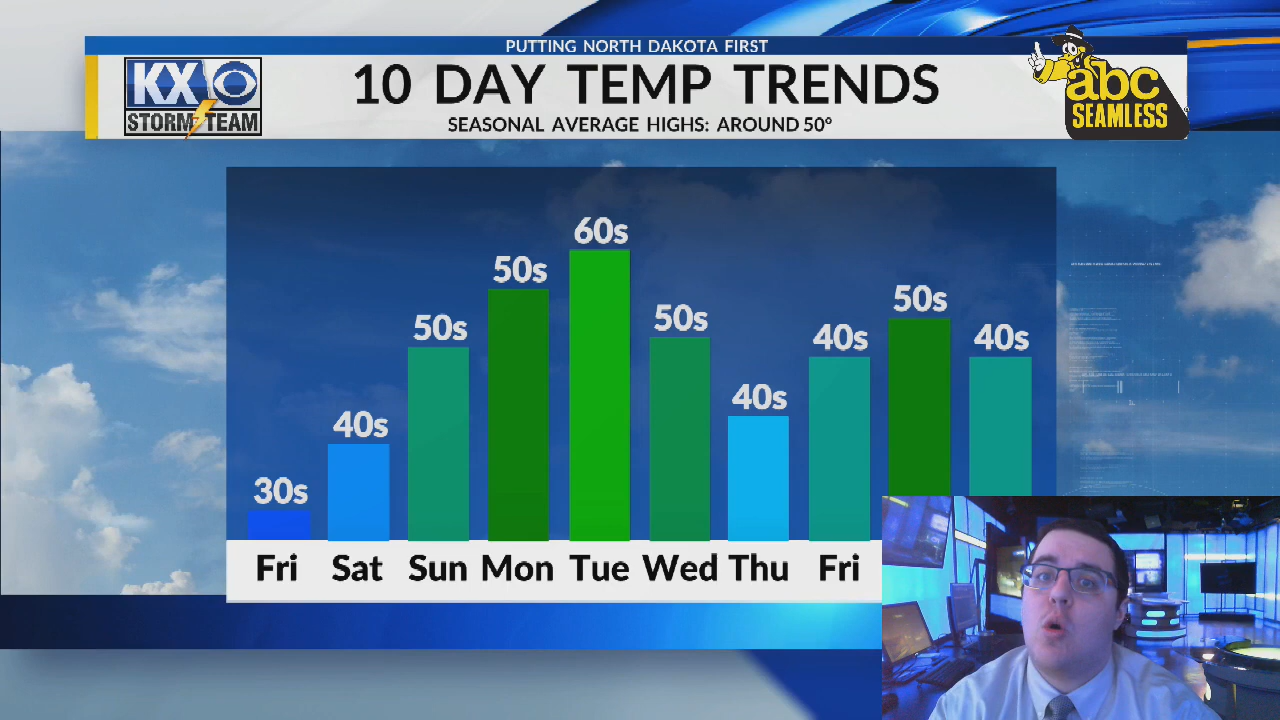 PUTTING NORTH DAKOTA FIRST
KX
STORM TEAM
10 DAY TEMP TRENDS
SEASONAL AVERAGE HIGHS: AROUND 50°
abc
SEAMLESS
60s
50s
50s
50s
50s
40s
40s
40s
40s
30s
Fri Sat Sun Mon Tue Wed Thu Fri